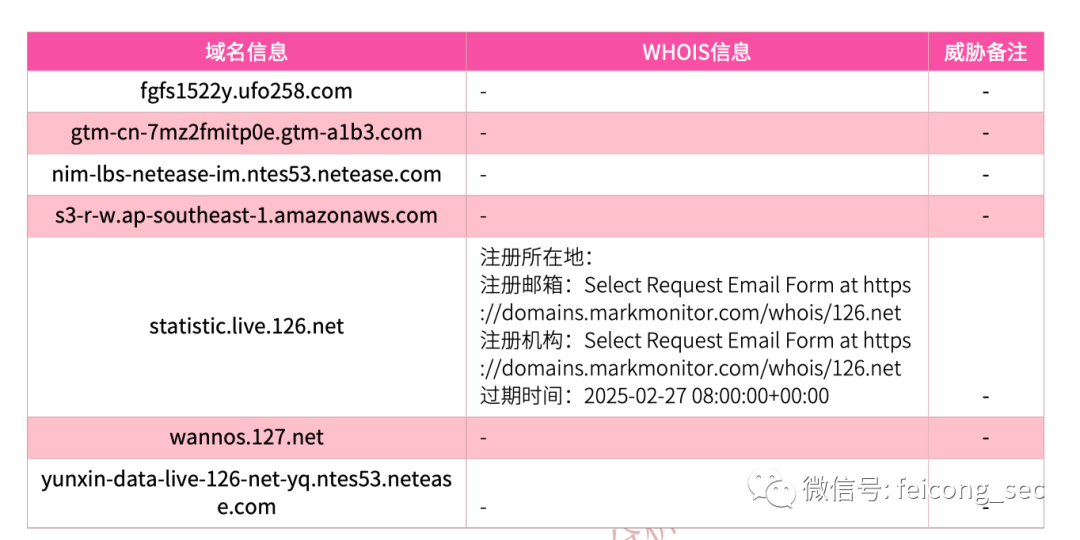 域名信息 WHOIS信息 威胁备注
fgfs1522y.ufo258.com - -
gtm-cn-7mz2fmitp0e.gtm-a1b3.com - -
nim-lbs-netease-im.ntes53.netease.com - -
s3-r-w.ap-southeast-1.amazonaws.com - -
注册所在地：
注册邮箱：Select Request Email Form at https
://domains.markmonitor.com/whois/126.net
statistic.live.126.net
注册机构：Select Request Email Form at https
://domains.markmonitor.com/whois/126.net
过期时间：2025-02-27 08:00:00+00:00 -
wannos.127.net - -
yunxin-data-live-126-net-yq.ntes53.neteas
e.com - -
微信号: feicong_sec